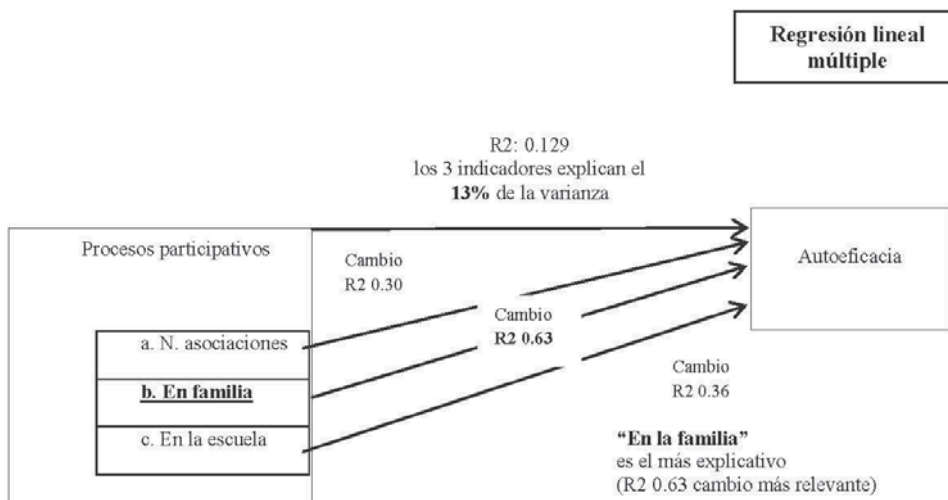 Regresión lineal
múltiple
R2: 0.129
los 3 indicadores explican el
13% de la varianza
Procesos participativos
Cambio
R2 0.30
Autoeficacia
Cambio
R2 0.63
a. N. asociaciones
b. En familia
Cambio
R2 0.36
c. En la escuela
“En la familia”
es el más explicativo
(R2 0.63 cambio más relevante)